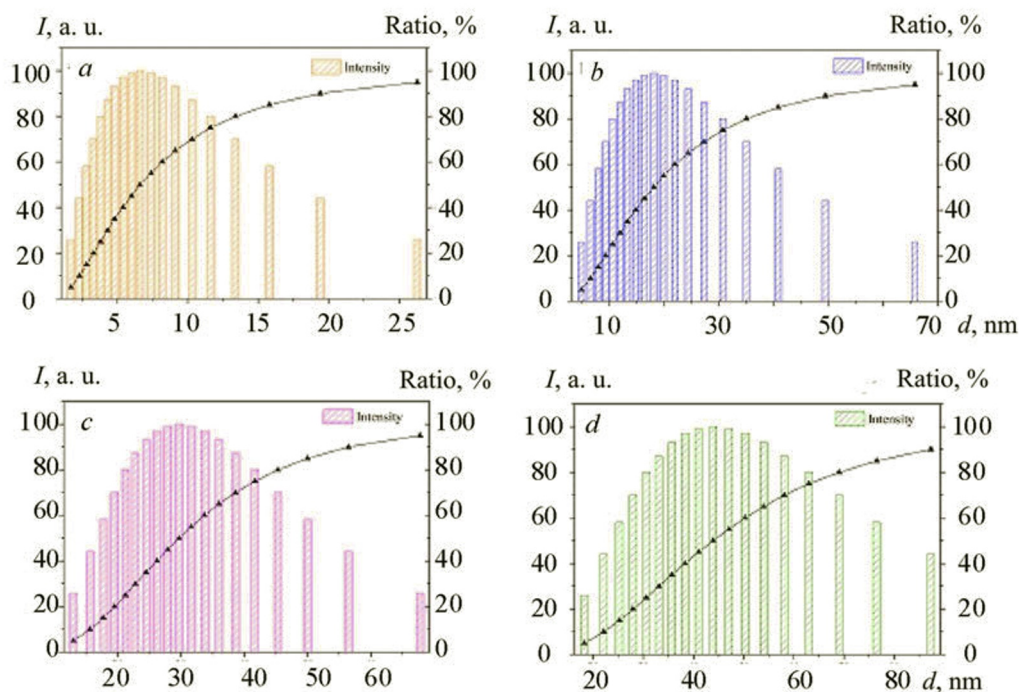 I, a. u. Ratio, % I, a. u. Ratio, %
a Intensity b Intensity
100 100 100 100
80 80 80 80
60 60 60 60
40 40 40 40
20 20 20 20
0 0 0 0
5 10 15 20 25 10 30 50 70 d, nm
I, a. u. Ratio, % I, a. u. Ratio, %
c Intensity d Intensity
100 100 100 100
80 80 80 80
60 60 60 60
40 40 40 40
20 20 20 20
0 0 0 0
20 30 40 50 60 20 40 60 80 d, nm